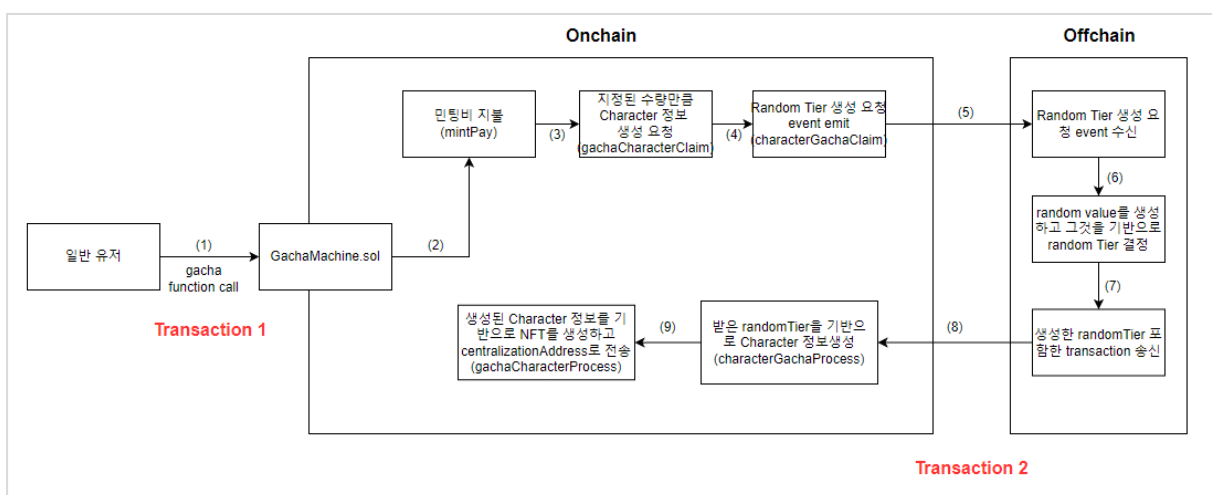 Onchain
Offchain
민팅비 지불
(mintPay)
(3)
지정된 수량만큼
Character 정보
생성 요청
(gachaCharacterClaim)
(4)
Random Tier 생성 요청
event emit
(characterGachaClaim)
(5)
Random Tier 생성 요
청 event 수신
(6)
일반 유저
(1)
gacha
function call
GachaMachine.sol
(2)
random value를 생성
하고 그것을 기반으로
random Tier 결정
(7)
Transaction 1
생성된 Character 정보를 기
반으로 NFT를 생성하고
centralizationAddress로 전송
(gachaCharacterProcess)
(9)
받은 randomTier을 기반으
로 Character 정보생성
(characterGachaProcess)
(8)
생성한 randomTier 포
함한 transaction 송신
Transaction 2